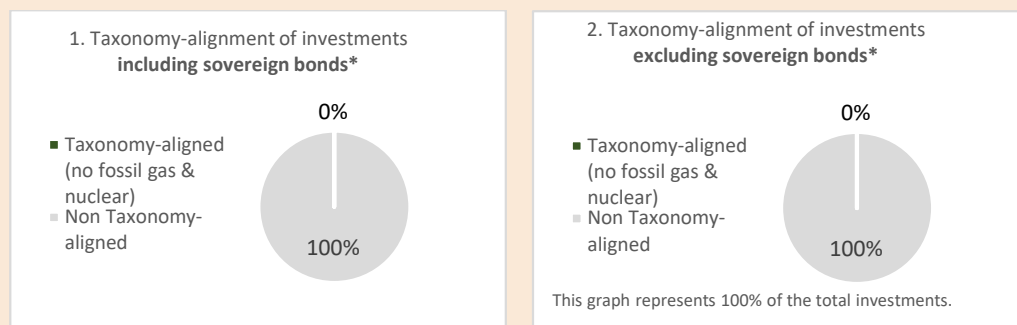 1. Taxonomy-alignment of investments
including sovereign bonds*
0%
Taxonomy-aligned
(no fossil gas &
nuclear)
Non Taxonomy-
aligned
100%
2. Taxonomy-alignment of investments
excluding sovereign bonds*
0%
Taxonomy-aligned
(no fossil gas &
nuclear)
Non Taxonomy-
aligned
100%
This graph represents 100% of the total investments.